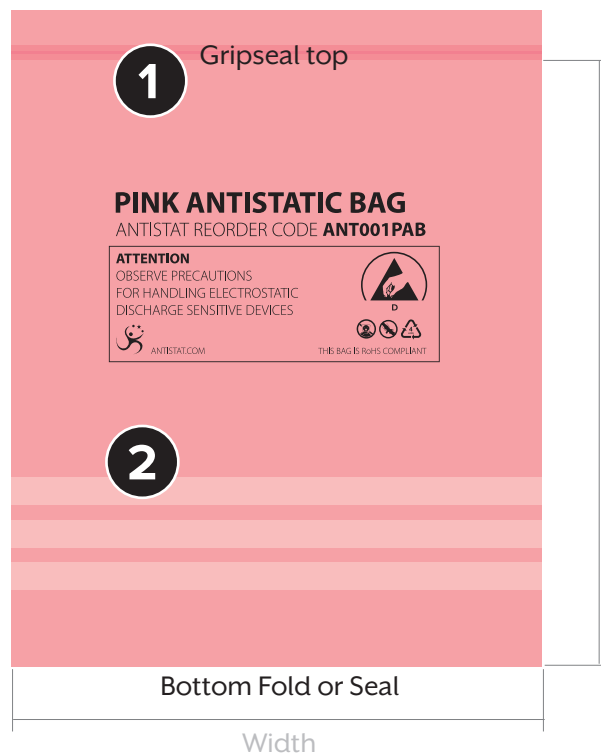 Gripseal top
1
PINK ANTISTATIC BAG
ANTISTAT REORDER CODE ANT001PAB
ATTENTION
OBSERVE PRECAUTIONS
FOR HANDLING ELECTROSTATIC
DISCHARGE SENSITIVE DEVICES
D
4
ANTISTAT.COM
THIS BAG IS RoHS COMPLIANT
2
Bottom Fold or Seal
Width